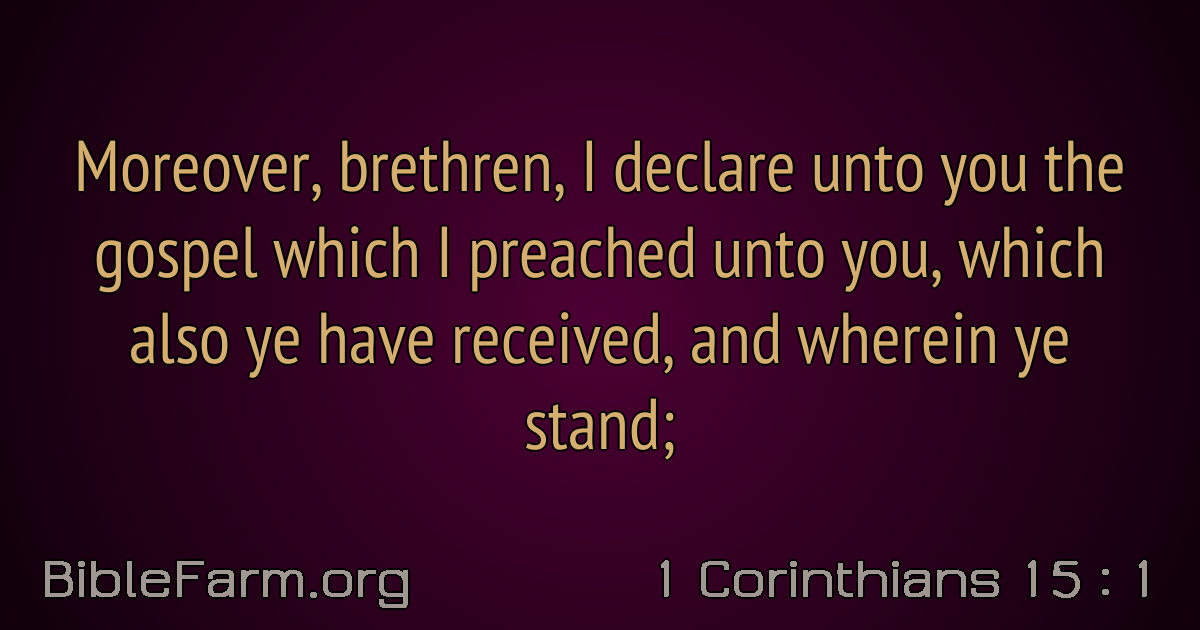 Moreover, brethren, I declare unto you the
gospel which I preached unto you, which
also ye have received, and wherein ye
stand;
BibleFarm.org
1 Corinthians 15 : 1